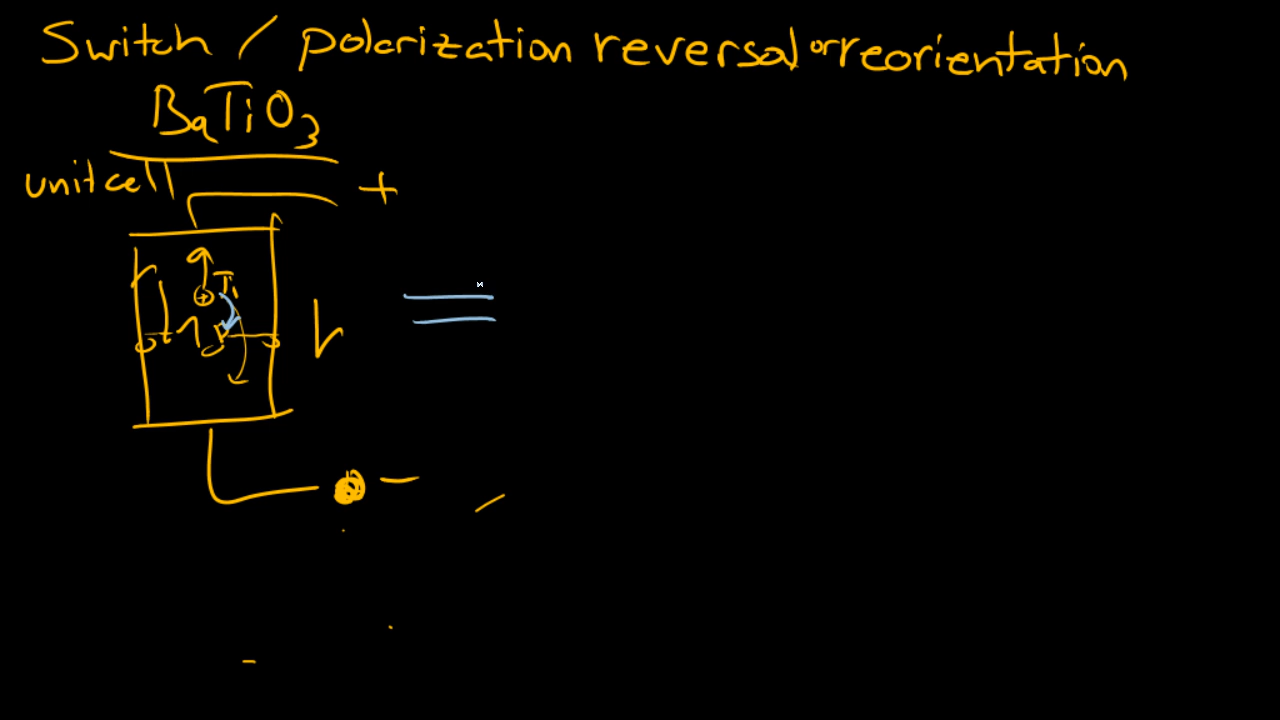 Switch / polarization reversal or reorientation
BaTiO3
unit cell
+
Ti
-